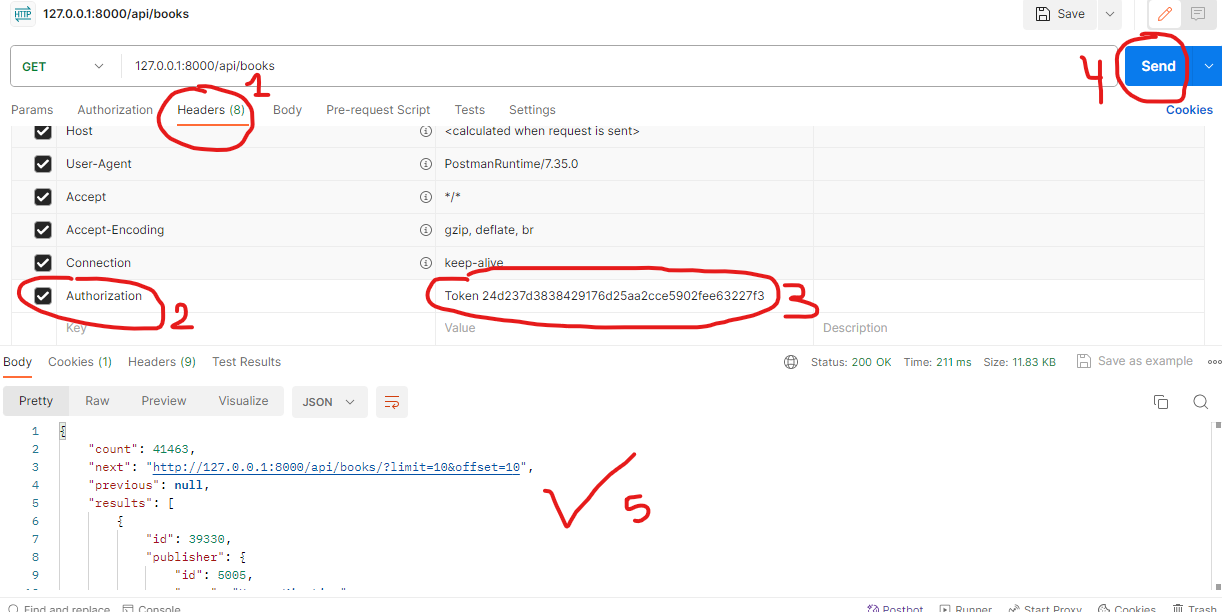 HTTP 127.0.0.1:8000/api/books Save
GET 127.0.0.1:8000/api/books 4 Send
1
Params Authorization Headers (8) Body Pre-request Script Tests Settings Cookies
Host <calculated when request is sent>
User-Agent PostmanRuntime/7.35.0
Accept */*
Accept-Encoding gzip, deflate, br
Connection keep-alive
Authorization Token 24d237d3838429176d25aa2cce5902fee63227f3 3
2
Key Value Description
Body Cookies (1) Headers (9) Test Results Status: 200 OK Time: 211 ms Size: 11.83 KB Save as example
Pretty Raw Preview Visualize JSON
1 {
2 "count": 41463,
3 "next": "http://127.0.0.1:8000/api/books/?limit=10&offset=10",
4 "previous": null,
5 "results": [
5
6 {
7 "id": 39330,
8 "publisher": {
9 "id": 5005,
Find and replace Console Postbot Runner Start Proxy Cookies Trash